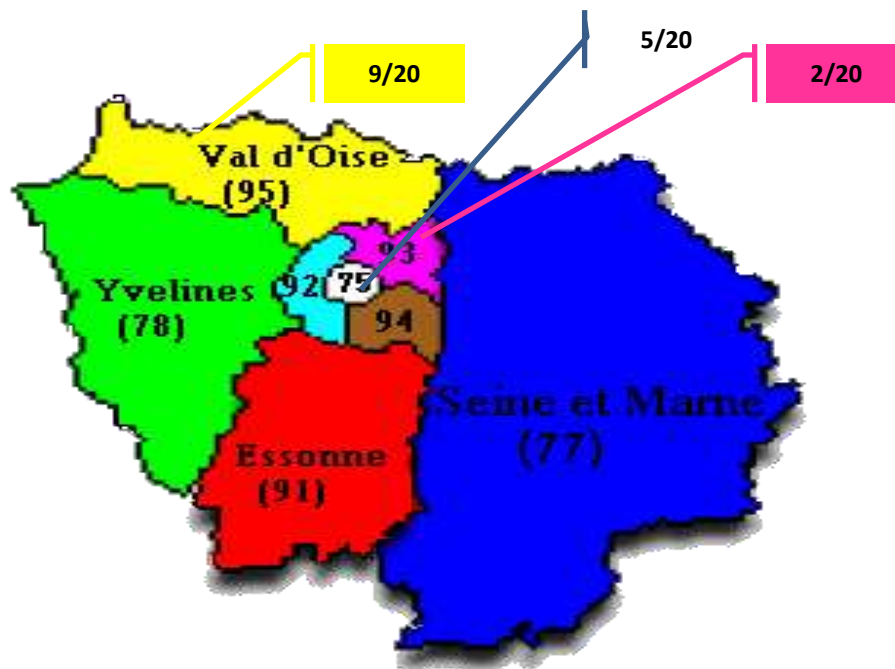 5/20
9/20
2/20
Val d'Oise
(95)
93
92
75
Yvelines
(78)
94
Seine et Marne
(77)
Essonne
(91)